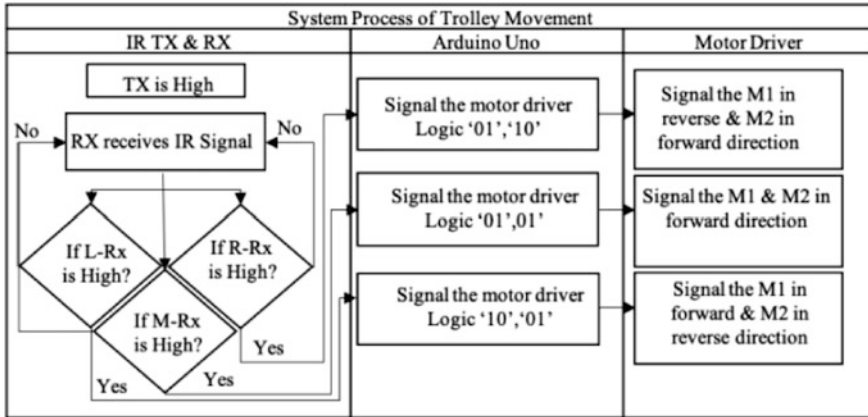 System Process of Trolley Movement
IR TX & RX
Arduino Uno
Motor Driver
TX is High
No
RX receives IR Signal
No
If L-Rx
is High?
If R-Rx
is High?
If M-Rx
is High?
Yes
Yes
Yes
Signal the motor driver
Logic ‘01’,‘10’
Signal the motor driver
Logic ‘01’,01’
Signal the motor driver
Logic ‘10’,‘01’
Signal the M1 in
reverse & M2 in
forward direction
Signal the M1 & M2 in
forward direction
Signal the M1 in
forward & M2 in
reverse direction